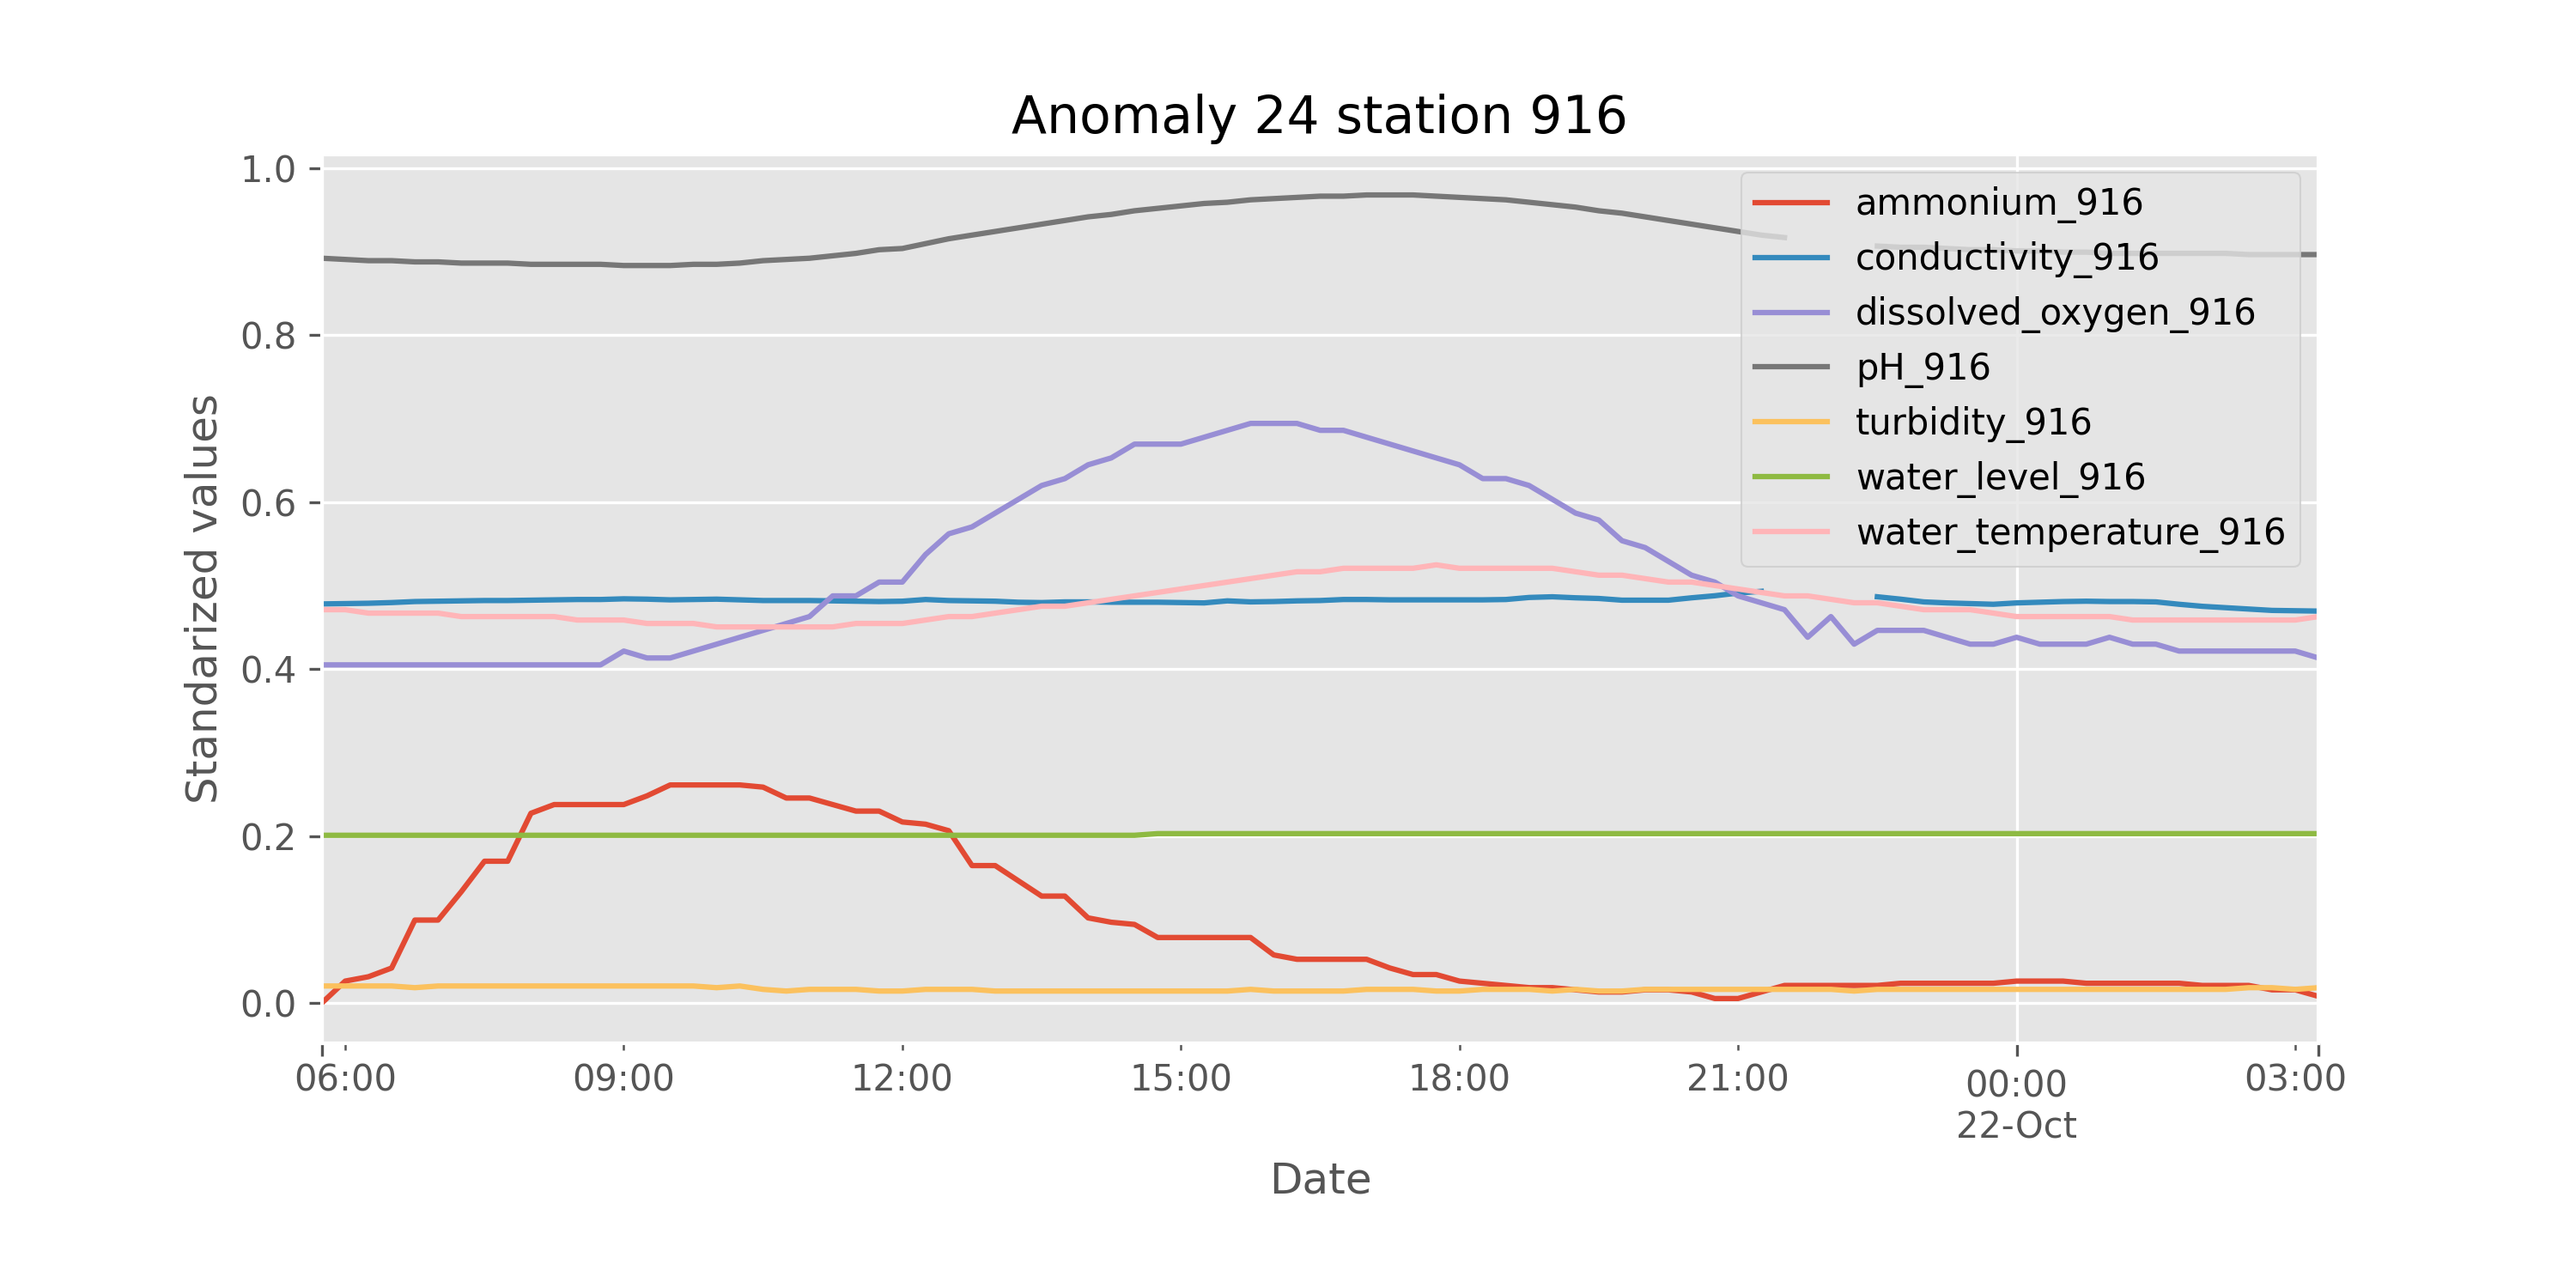 Anomaly 24 station 916
1.0
0.8
0.6
0.4
0.2
0.0
Standarized values
ammonium_916
conductivity_916
dissolved_oxygen_916
pH_916
turbidity_916
water_level_916
water_temperature_916
06:00 09:00 12:00 15:00 18:00 21:00 00:00 03:00
22-Oct
Date